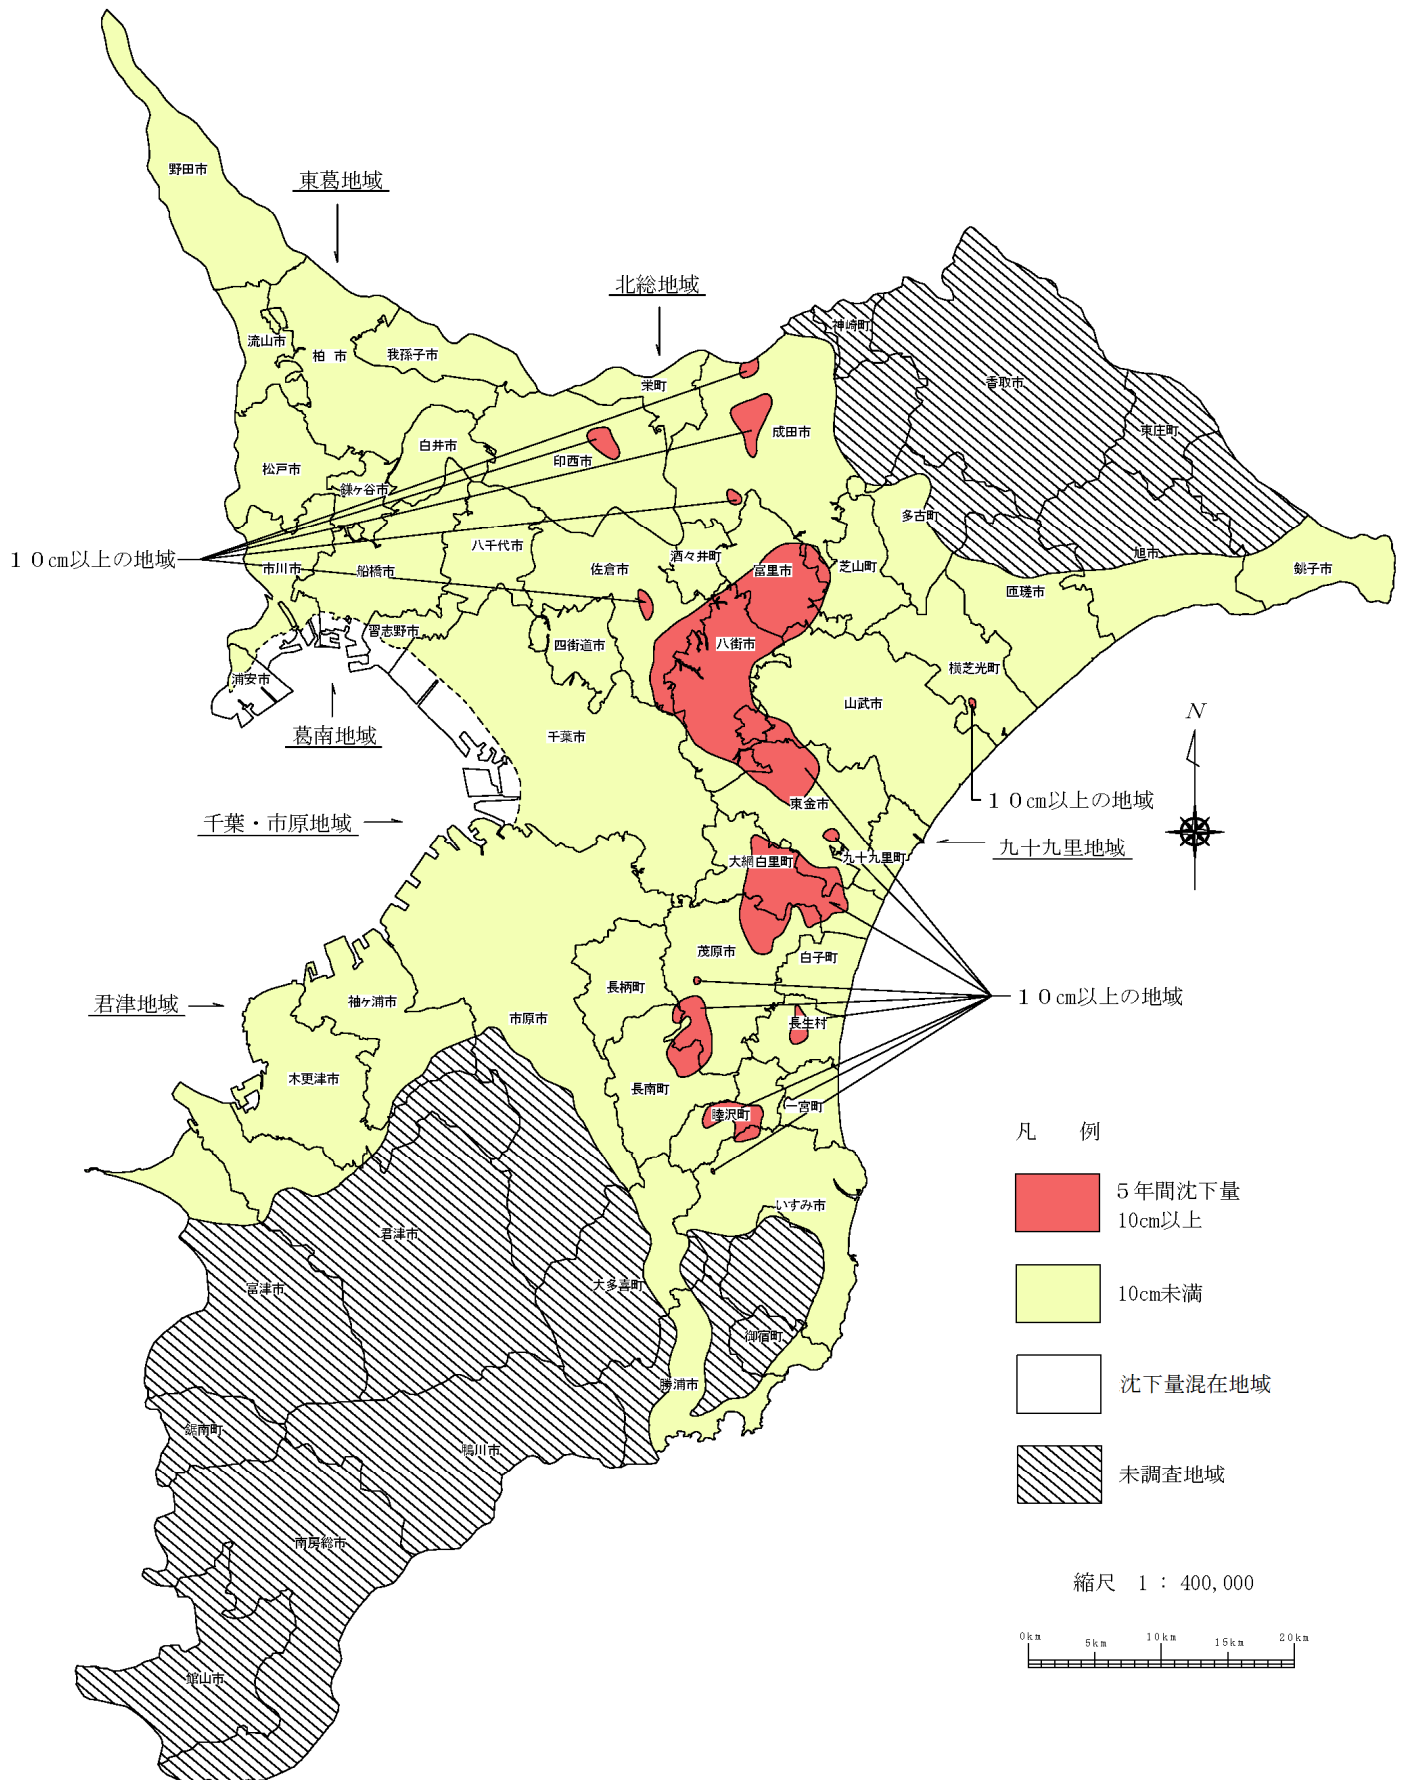 野田市
東葛地域
北総地域
神崎町
流山市
柏 市
我孫子市
栄町
香取市
成田市
東庄町
白井市
印西市
松戸市
鎌ヶ谷市
多古町
八千代市
旭市
１０cm以上の地域
市川市
船橋市
佐倉市
酒々井町
富里市
芝山町
銚子市
匝瑳市
習志野市
四街道市
八街市
横芝光町
浦安市
山武市
N
葛南地域
千葉市
１０cm以上の地域
東金市
千葉・市原地域
九十九里地域
大網白里町
九十九里町
茂原市
白子町
長柄町
君津地域
袖ヶ浦市
１０cm以上の地域
市原市
長生村
木更津市
長南町
睦沢町
一宮町
凡 例
５年間沈下量
10cm以上
いすみ市
君津市
富津市
大多喜町
10cm未満
御宿町
勝浦市
沈下量混在地域
鋸南町
鴨川市
未調査地域
南房総市
縮尺 1 : 400,000
0km
5km
10km
15km
20km
館山市